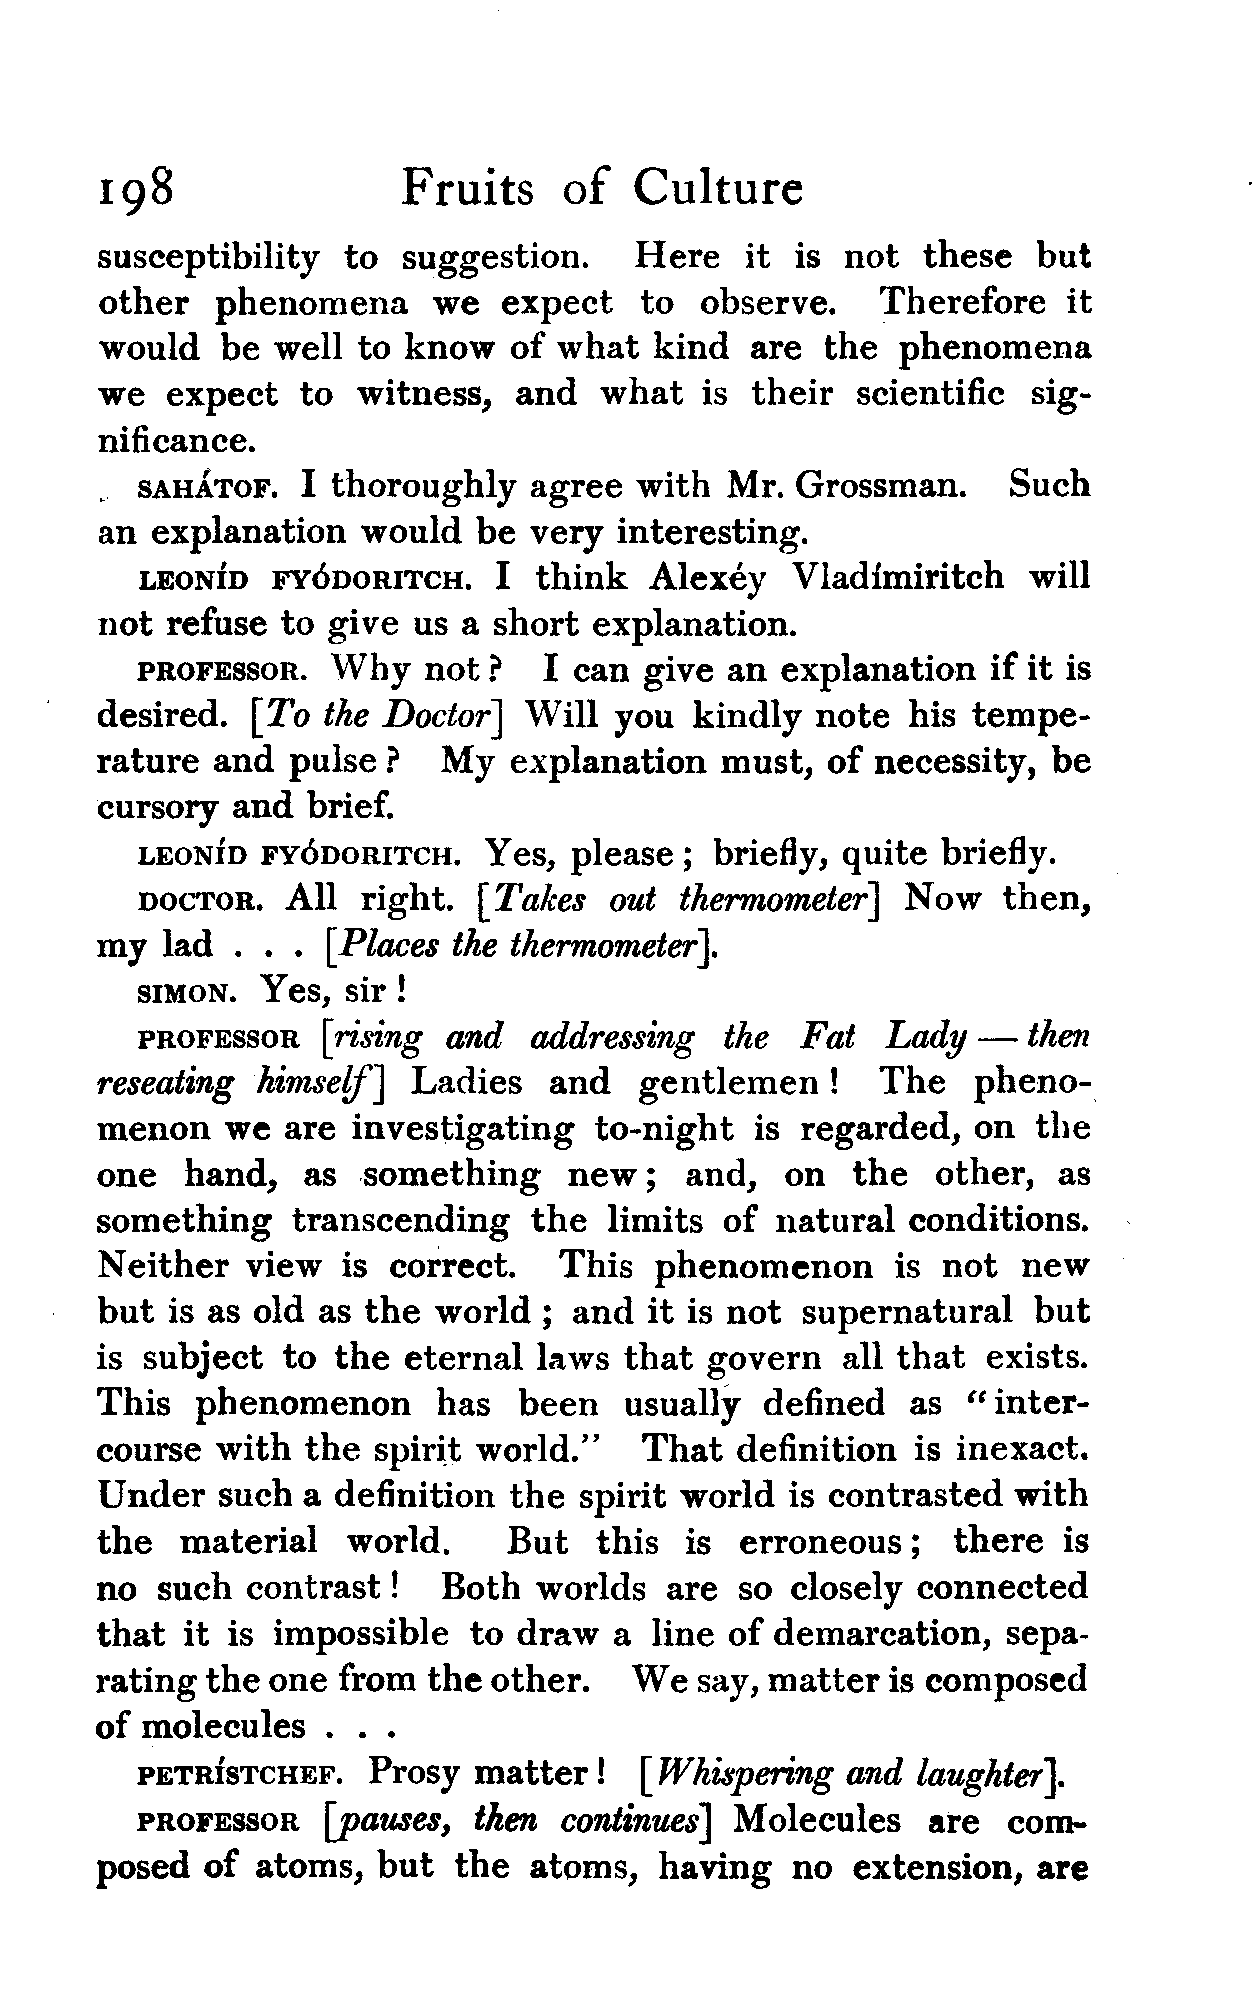 198 Fruits of Culture
susceptibility to suggestion. Here it is not these but
other phenomena we expect to observe. Therefore it
would be well to know of what kind are the phenomena
we expect to witness, and what is their scientific sig-
nificance.
SAHÁTOF. I thoroughly agree with Mr. Grossman. Such
an explanation would be very interesting.
LEONÍD FYÓDORITCH. I think Alexéy Vladímiritch will
not refuse to give us a short explanation.
PROFESSOR. Why not? I can give an explanation if it is
desired. [To the Doctor] Will you kindly note his tempe-
rature and pulse? My explanation must, of necessity, be
cursory and brief.
LEONÍD FYÓDORITCH. Yes, please; briefly, quite briefly.
DOCTOR. All right. [Takes out thermometer] Now then,
my lad . . . [Places the thermometer].
SIMON. Yes, sir!
PROFESSOR [rising and addressing the Fat Lady — then
reseating himself] Ladies and gentlemen! The pheno-
menon we are investigating to-night is regarded, on the
one hand, as something new; and, on the other, as
something transcending the limits of natural conditions.
Neither view is correct. This phenomenon is not new
but is as old as the world; and it is not supernatural but
is subject to the eternal laws that govern all that exists.
This phenomenon has been usually defined as "inter-
course with the spirit world." That definition is inexact.
Under such a definition the spirit world is contrasted with
the material world. But this is erroneous; there is
no such contrast! Both worlds are so closely connected
that it is impossible to draw a line of demarcation, sepa-
rating the one from the other. We say, matter is composed
of molecules . . .
PETRÍSTCHEF. Prosy matter! [Whispering and laughter].
PROFESSOR [pauses, then continues] Molecules are com-
posed of atoms, but the atoms, having no extension, are